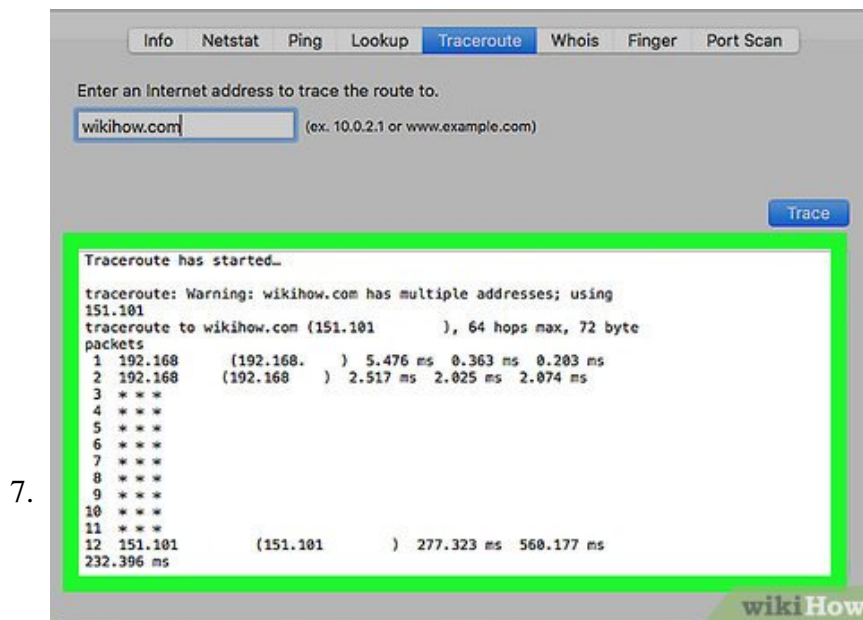 Info Netstat Ping Lookup Traceroute Whois Finger Port Scan
Enter an Internet address to trace the route to.
wikihow.com (ex. 10.0.2.1 or www.example.com)
Trace
Traceroute has started…
traceroute: Warning: wikihow.com has multiple addresses; using
151.101
traceroute to wikihow.com (151.101 ), 64 hops max, 72 byte
packets
1 192.168 (192.168. ) 5.476 ms 0.363 ms 0.203 ms
2 192.168 (192.168 ) 2.517 ms 2.025 ms 2.074 ms
3 * * *
4 * * *
5 * * *
6 * * *
7 * * *
8 * * *
9 * * *
10 * * *
11 * * *
12 151.101 (151.101 ) 277.323 ms 560.177 ms
232.396 ms
7.
wikiHow